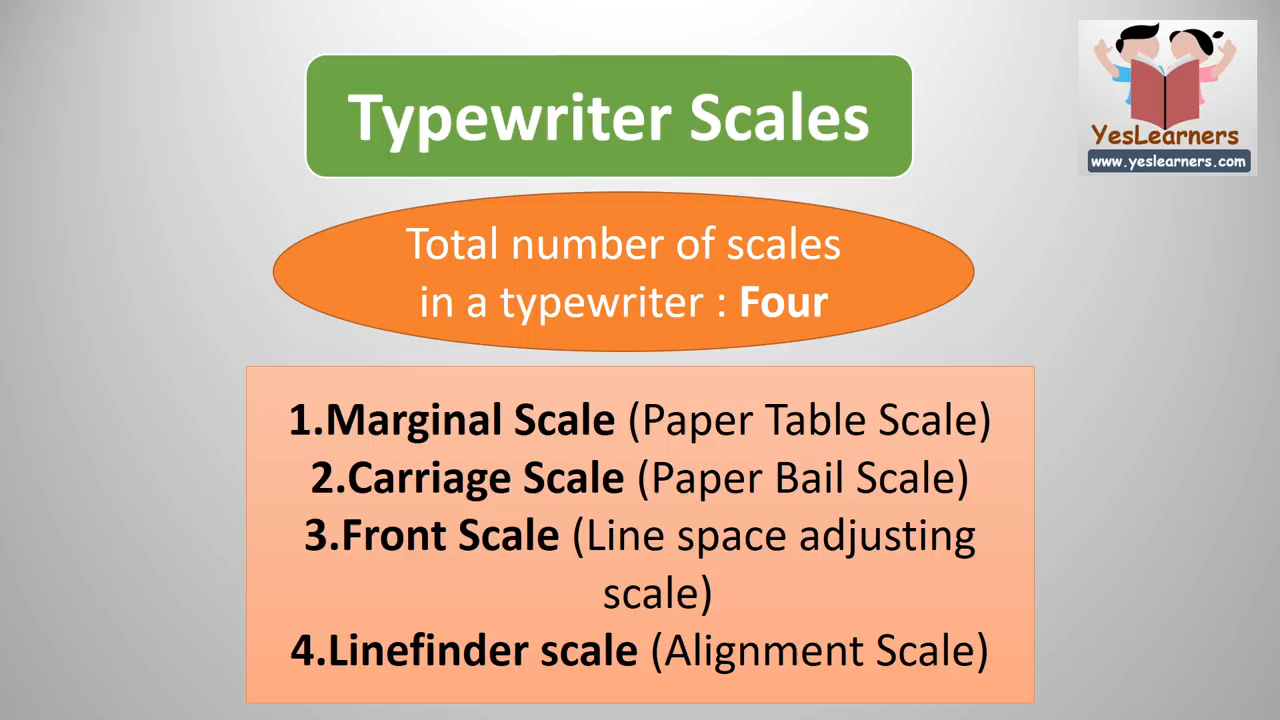 Typewriter Scales
YesLearners
www.yeslearners.com
Total number of scales
in a typewriter : Four
1.Marginal Scale (Paper Table Scale)
2.Carriage Scale (Paper Bail Scale)
3.Front Scale (Line space adjusting
scale)
4.Linefinder scale (Alignment Scale)